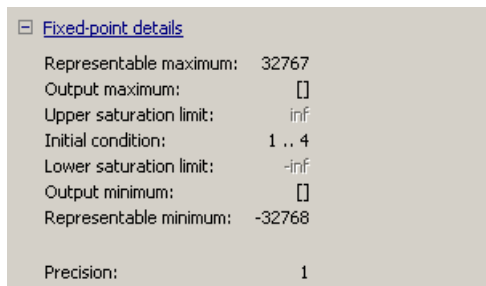 Fixed-point details
Representable maximum: 32767
Output maximum: []
Upper saturation limit: inf
Initial condition: 1 .. 4
Lower saturation limit: -inf
Output minimum: []
Representable minimum: -32768
Precision: 1